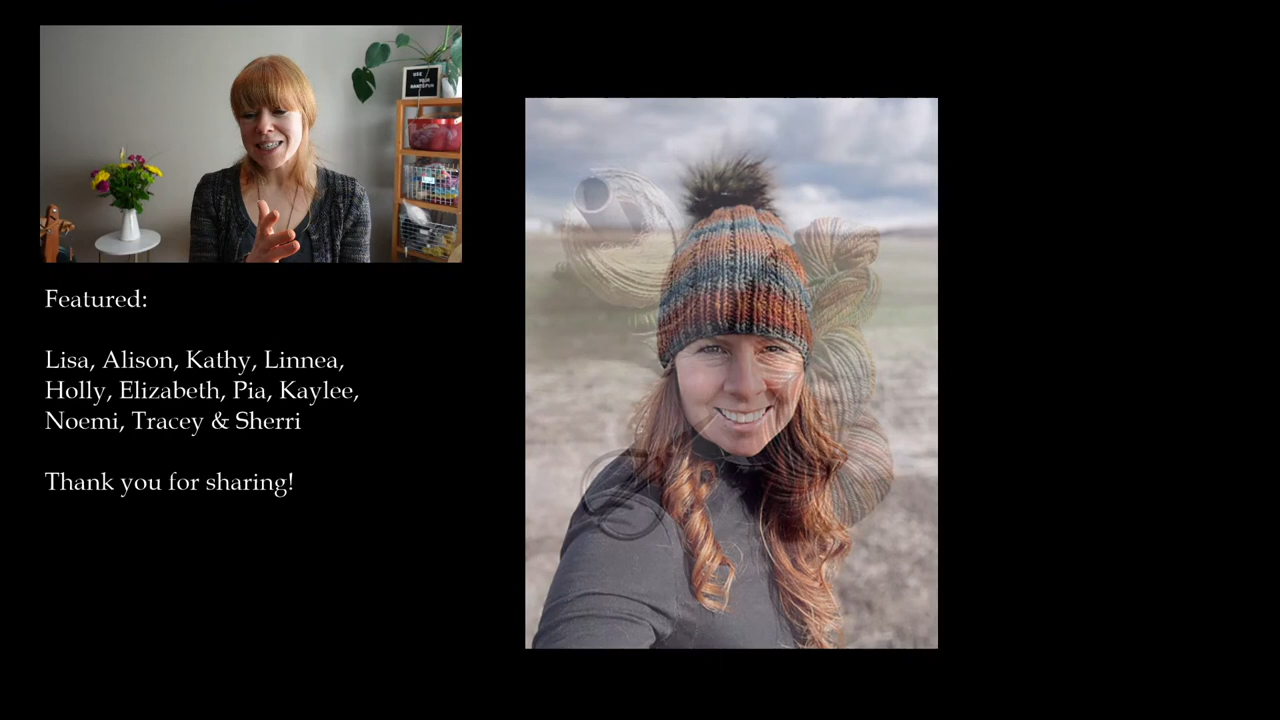 Featured:
Lisa, Alison, Kathy, Linnea,
Holly, Elizabeth, Pia, Kaylee,
Noemi, Tracey & Sherri
Thank you for sharing!